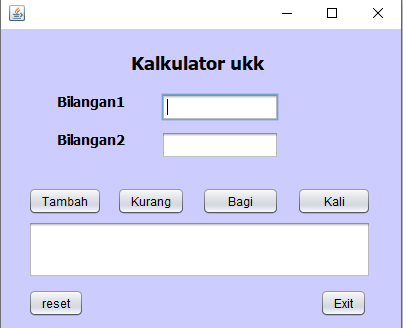 Kalkulator ukk
Bilangan1
Bilangan2
Tambah Kurang Bagi Kali
reset Exit